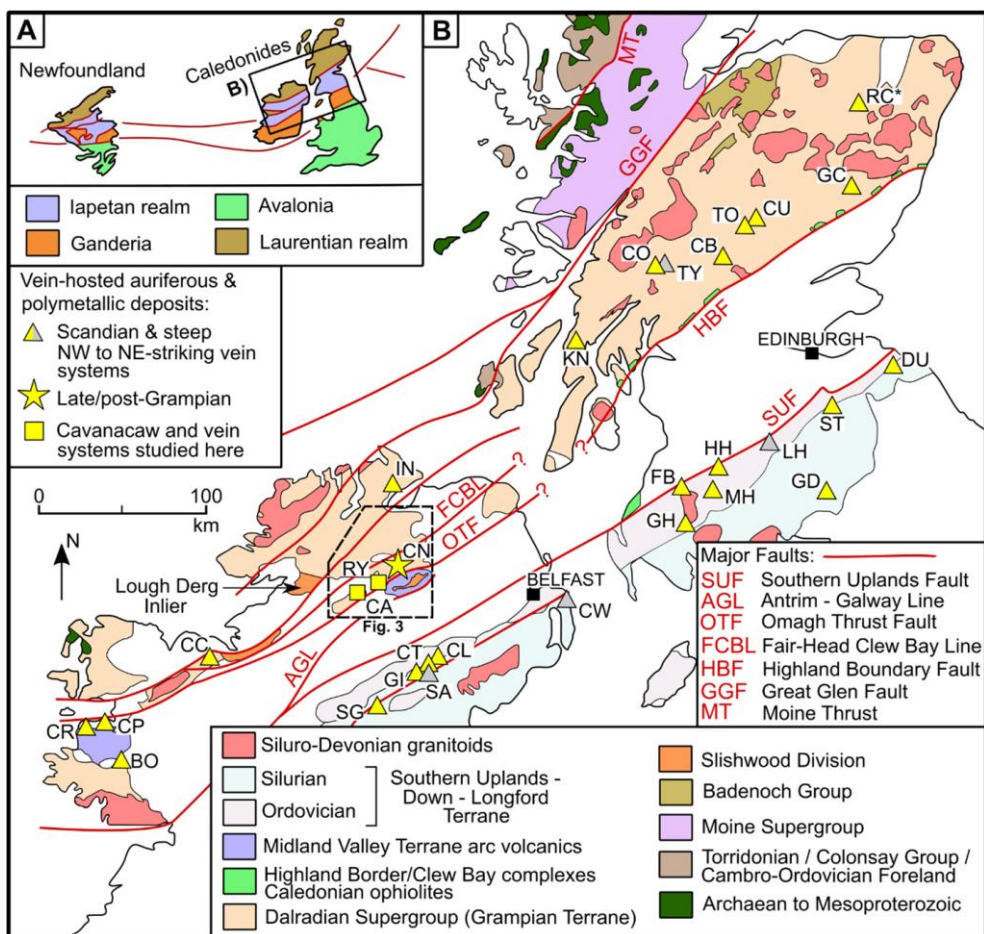 A
Newfoundland
Caledonides
B)
Iapetan realm
Avalonia
Ganderia
Laurentian realm
Vein-hosted auriferous &
polymetallic deposits:
Scandian & steep
NW to NE-striking vein
systems
Late/post-Grampian
Cavanacaw and vein
systems studied here
0 100
km
N
B
MT
GGF
RC*
GC
CU
TO
CB
CO
TY
HBF
KN
EDINBURGH
DU
SUF
ST
LH
HH
FB
MH
GD
GH
?
IN
FCBL
?
OTF
?
CN
RY
CA
Fig. 3
Lough Derg
Inlier
BELFAST
CW
CC
AGL
CT
CL
GI
SA
SG
CR
CP
BO
Major Faults:
SUF Southern Uplands Fault
AGL Antrim - Galway Line
OTF Omagh Thrust Fault
FCBL Fair-Head Clew Bay Line
HBF Highland Boundary Fault
GGF Great Glen Fault
MT Moine Thrust
Siluro-Devonian granitoids
Silurian
Ordovician
Southern Uplands -
Down - Longford
Terrane
Midland Valley Terrane arc volcanics
Highland Border/Clew Bay complexes
Caledonian ophiolites
Dalradian Supergroup (Grampian Terrane)
Slishwood Division
Badenoch Group
Moine Supergroup
Torridonian / Colonsay Group /
Cambro-Ordovician Foreland
Archaean to Mesoproterozoic